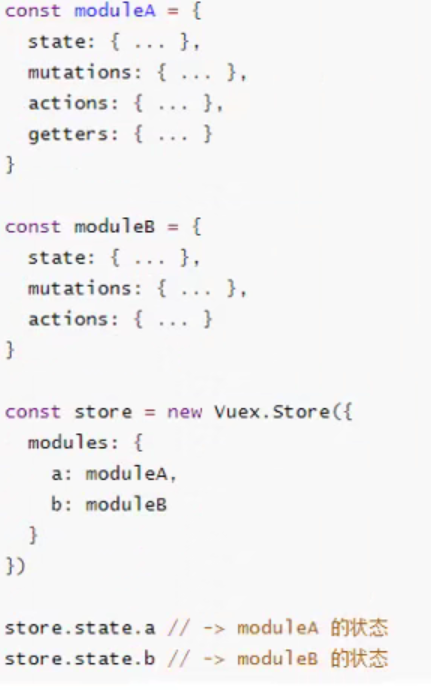 const moduleA = {
  state: { ... },
  mutations: { ... },
  actions: { ... },
  getters: { ... }
}

const moduleB = {
  state: { ... },
  mutations: { ... },
  actions: { ... }
}

const store = new Vuex.Store({
  modules: {
    a: moduleA,
    b: moduleB
  }
})

store.state.a // -> moduleA 的状态
store.state.b // -> moduleB 的状态